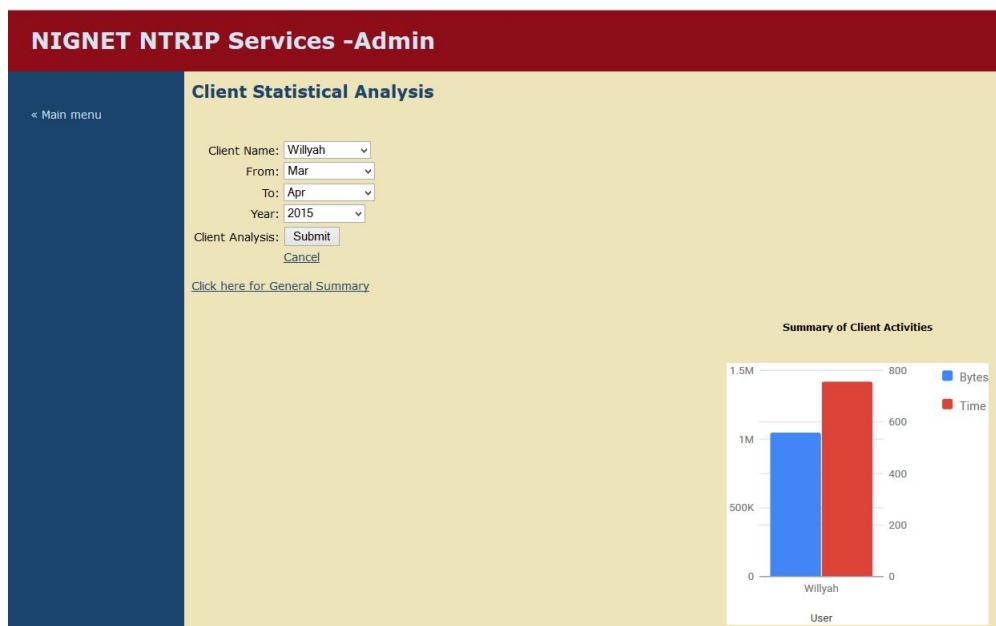 NIGNET NTRIP Services -Admin
« Main menu
Client Statistical Analysis
Client Name: Willyah
From: Mar
To: Apr
Year: 2015
Client Analysis: Submit
Cancel
Click here for General Summary
Summary of Client Activities
1.5M 800 Bytes
Time
600
1M
400
500K
200
0 0
Willyah
User